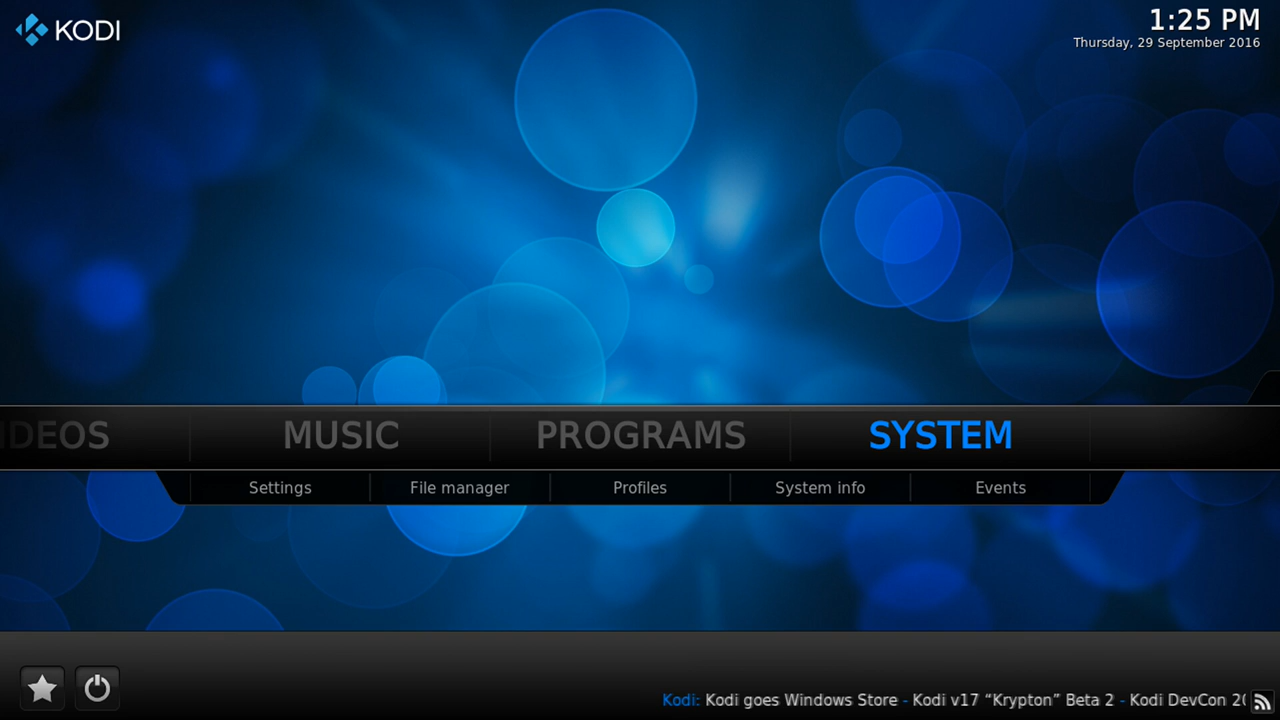 KODI
1:25 PM
Thursday, 29 September 2016
IDEOS MUSIC PROGRAMS SYSTEM
Settings File manager Profiles System info Events
Kodi: Kodi goes Windows Store - Kodi v17 “Krypton” Beta 2 - Kodi DevCon